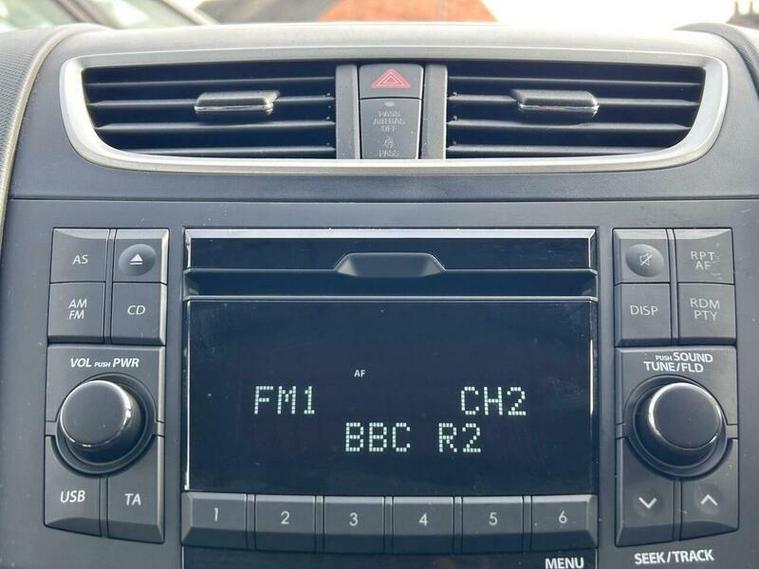 PASS
AIRBAG
OFF
PASS
AS
RPT
AF
AM
FM
CD
DISP
RDM
PTY
VOL PUSH PWR
PUSH SOUND
TUNE/FLD
AF
FM1 CH2
BBC R2
USB
TA
1 2 3 4 5 6
MENU
SEEK/TRACK